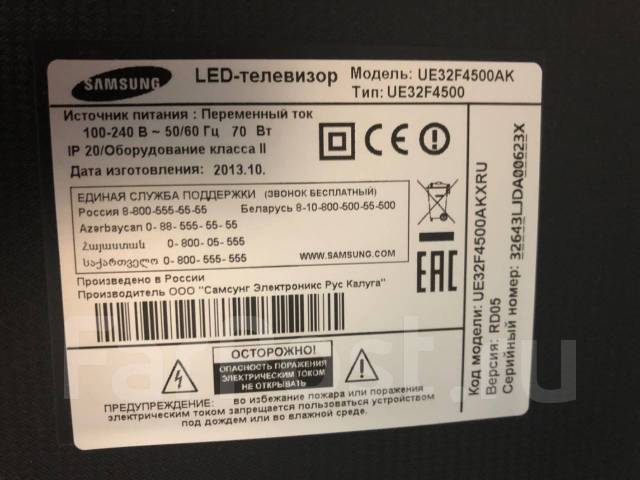 SAMSUNG
LED-телевизор
Модель: UE32F4500AK
Тип: UE32F4500
Источник питания : Переменный ток
100-240 В ~ 50/60 Гц 70 Вт
IP 20/Оборудование класса II
Дата изготовления: 2013.10.
ЕДИНАЯ СЛУЖБА ПОДДЕРЖКИ (ЗВОНОК БЕСПЛАТНЫЙ)
Россия 8-800-555-55-55 Беларусь 8-10-800-500-55-500
Azərbaycan 0-88-555-55-55
Հայաստան 0-800-05-555
საქართველო 0-800-555-555
WWW.SAMSUNG.COM
Произведено в России
Производитель ООО "Самсунг Электроникс Рус Калуга"
CE
EAC
ОСТОРОЖНО!
ОПАСНОСТЬ ПОРАЖЕНИЯ
ЭЛЕКТРИЧЕСКИМ ТОКОМ
НЕ ОТКРЫВАТЬ
ПРЕДУПРЕЖДЕНИЕ: во избежание пожара или поражения
электрическим током запрещается пользоваться устройством
под дождем или во влажной среде.
Код модели: UE32F4500AKXRU
Версия: RD05
Серийный номер: 32643LJDA00623X
FarPost.ru